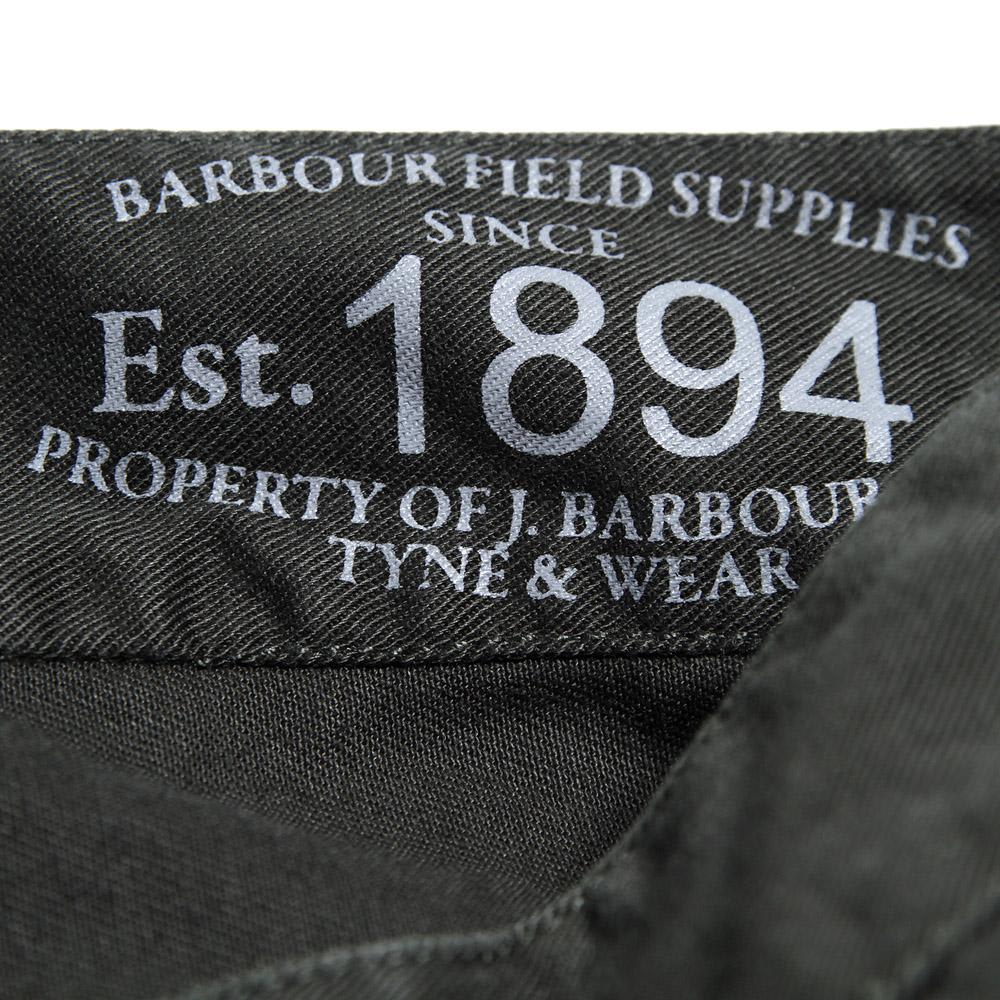 BARBOUR FIELD SUPPLIES
SINCE
Est. 1894
PROPERTY OF J. BARBOUR
TYNE & WEAR